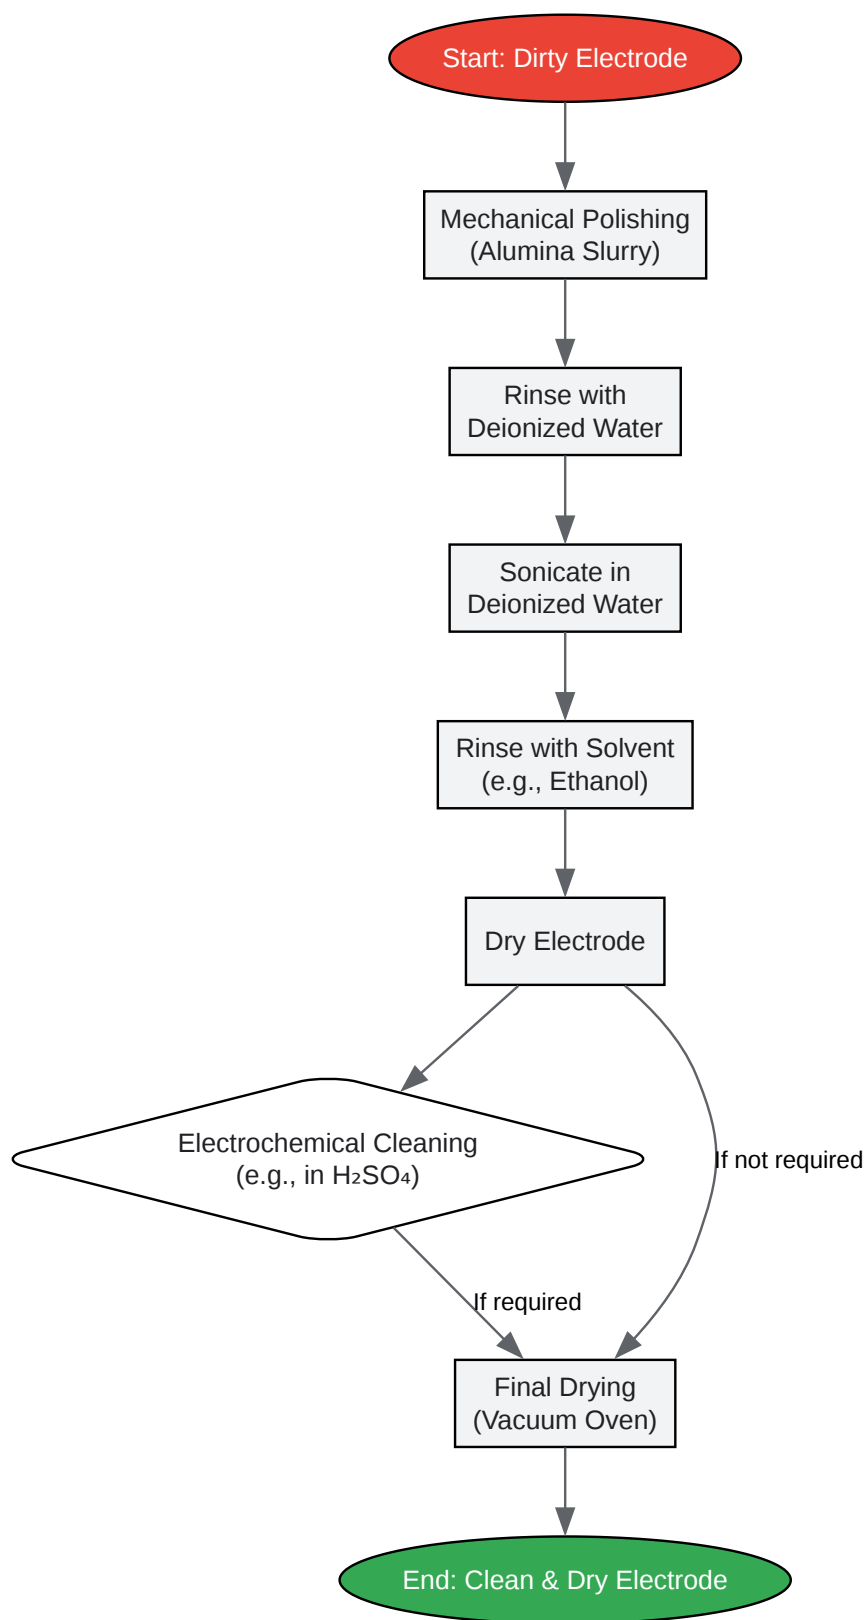 Start: Dirty Electrode
Mechanical Polishing
(Alumina Slurry)
Rinse with
Deionized Water
Sonicate in
Deionized Water
Rinse with Solvent
(e.g., Ethanol)
Dry Electrode
Electrochemical Cleaning
(e.g., in H₂SO₄)
If not required
If required
Final Drying
(Vacuum Oven)
End: Clean & Dry Electrode